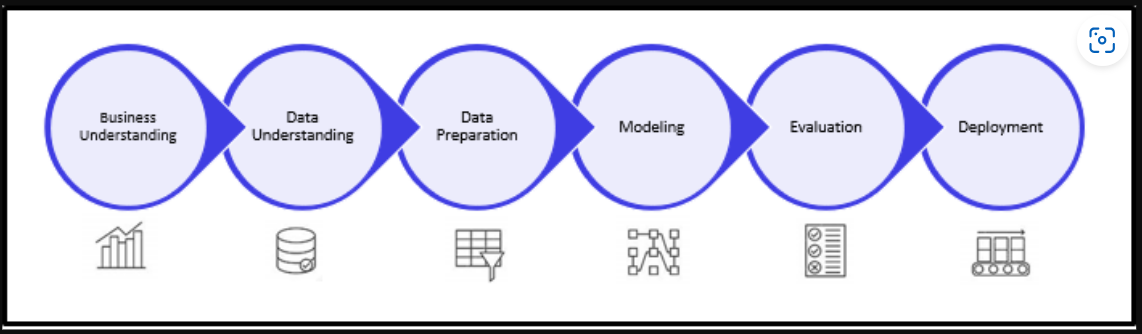 Business
Understanding
Data
Understanding
Data
Preparation
Modeling
Evaluation
Deployment